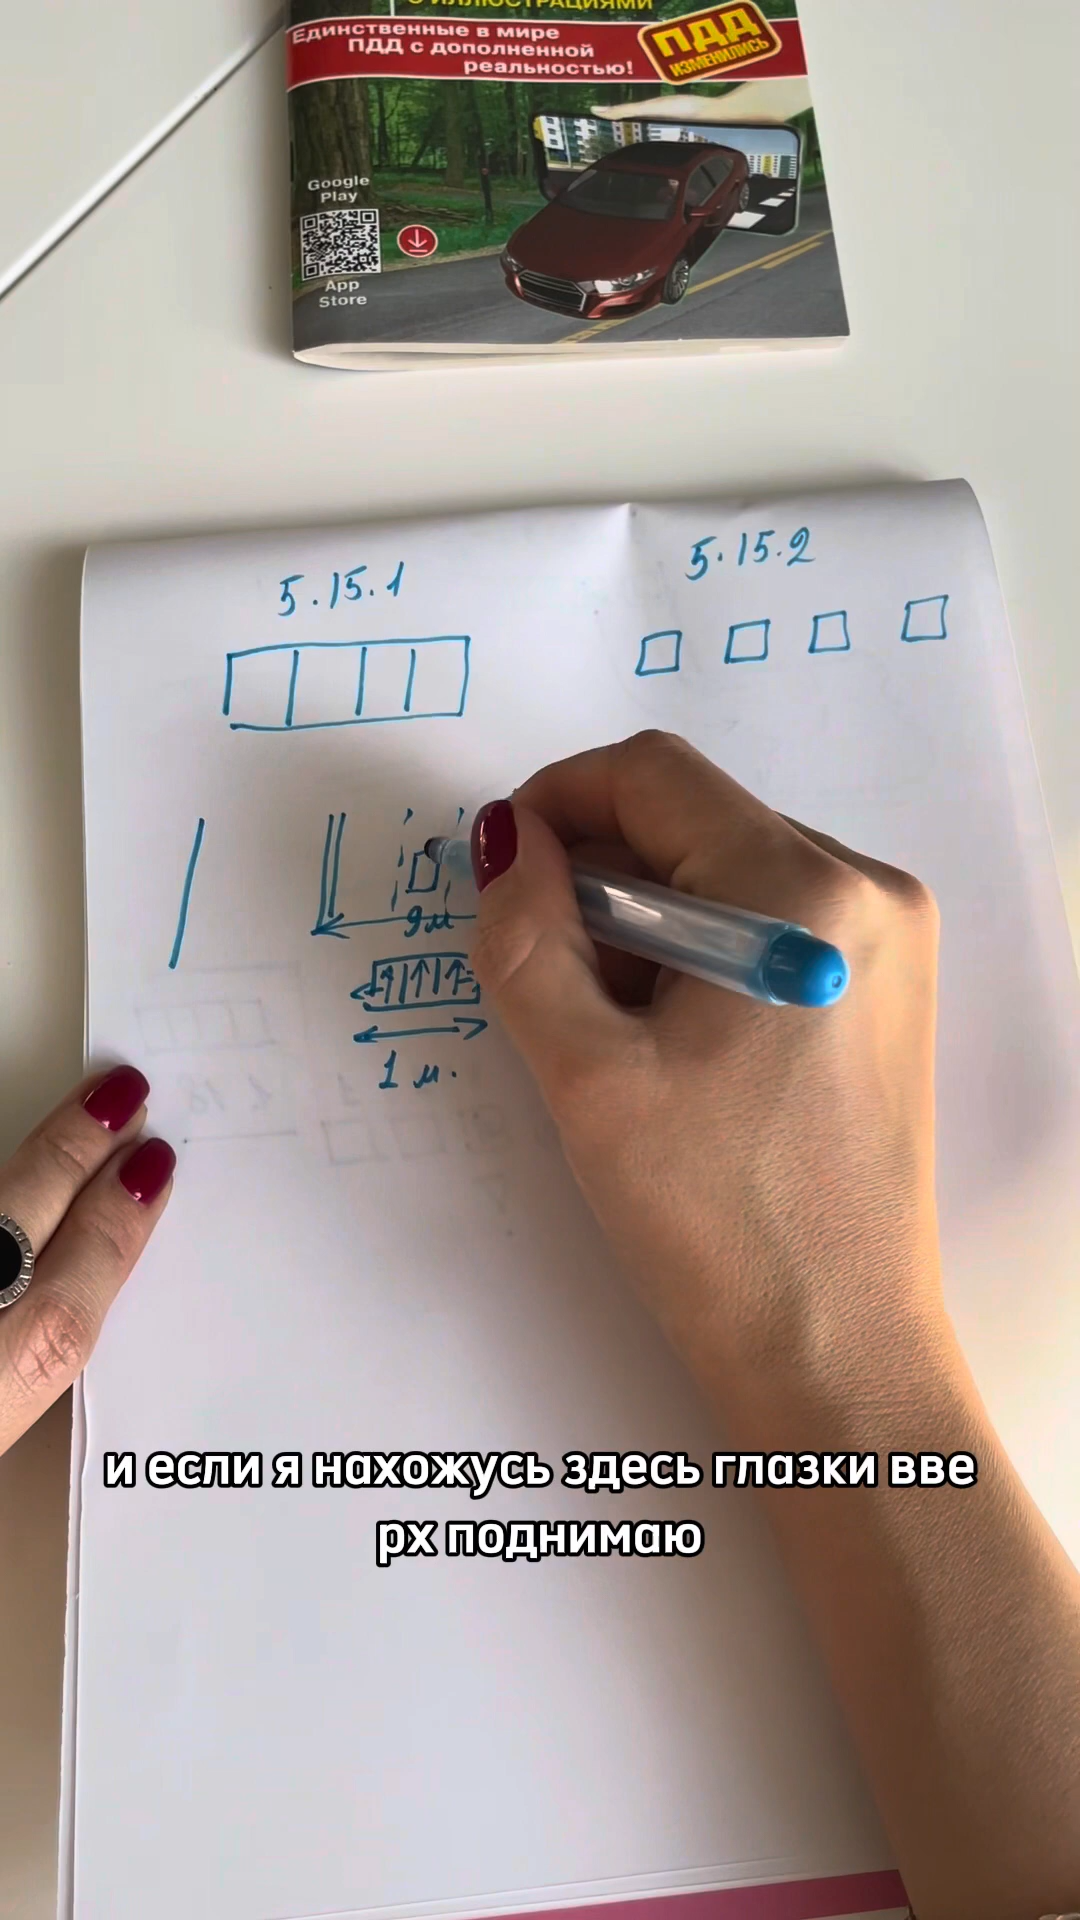 С ИЛЛЮСТРАЦИЯМИ
Единственные в мире
ПДД с дополненной
реальностью!
ПДД
ИЗМЕНИЛИСЬ
Google
Play
App
Store
5.15.1
5.15.2
9м
1 м.
и если я нахожусь здесь глазки вве
рх поднимаю